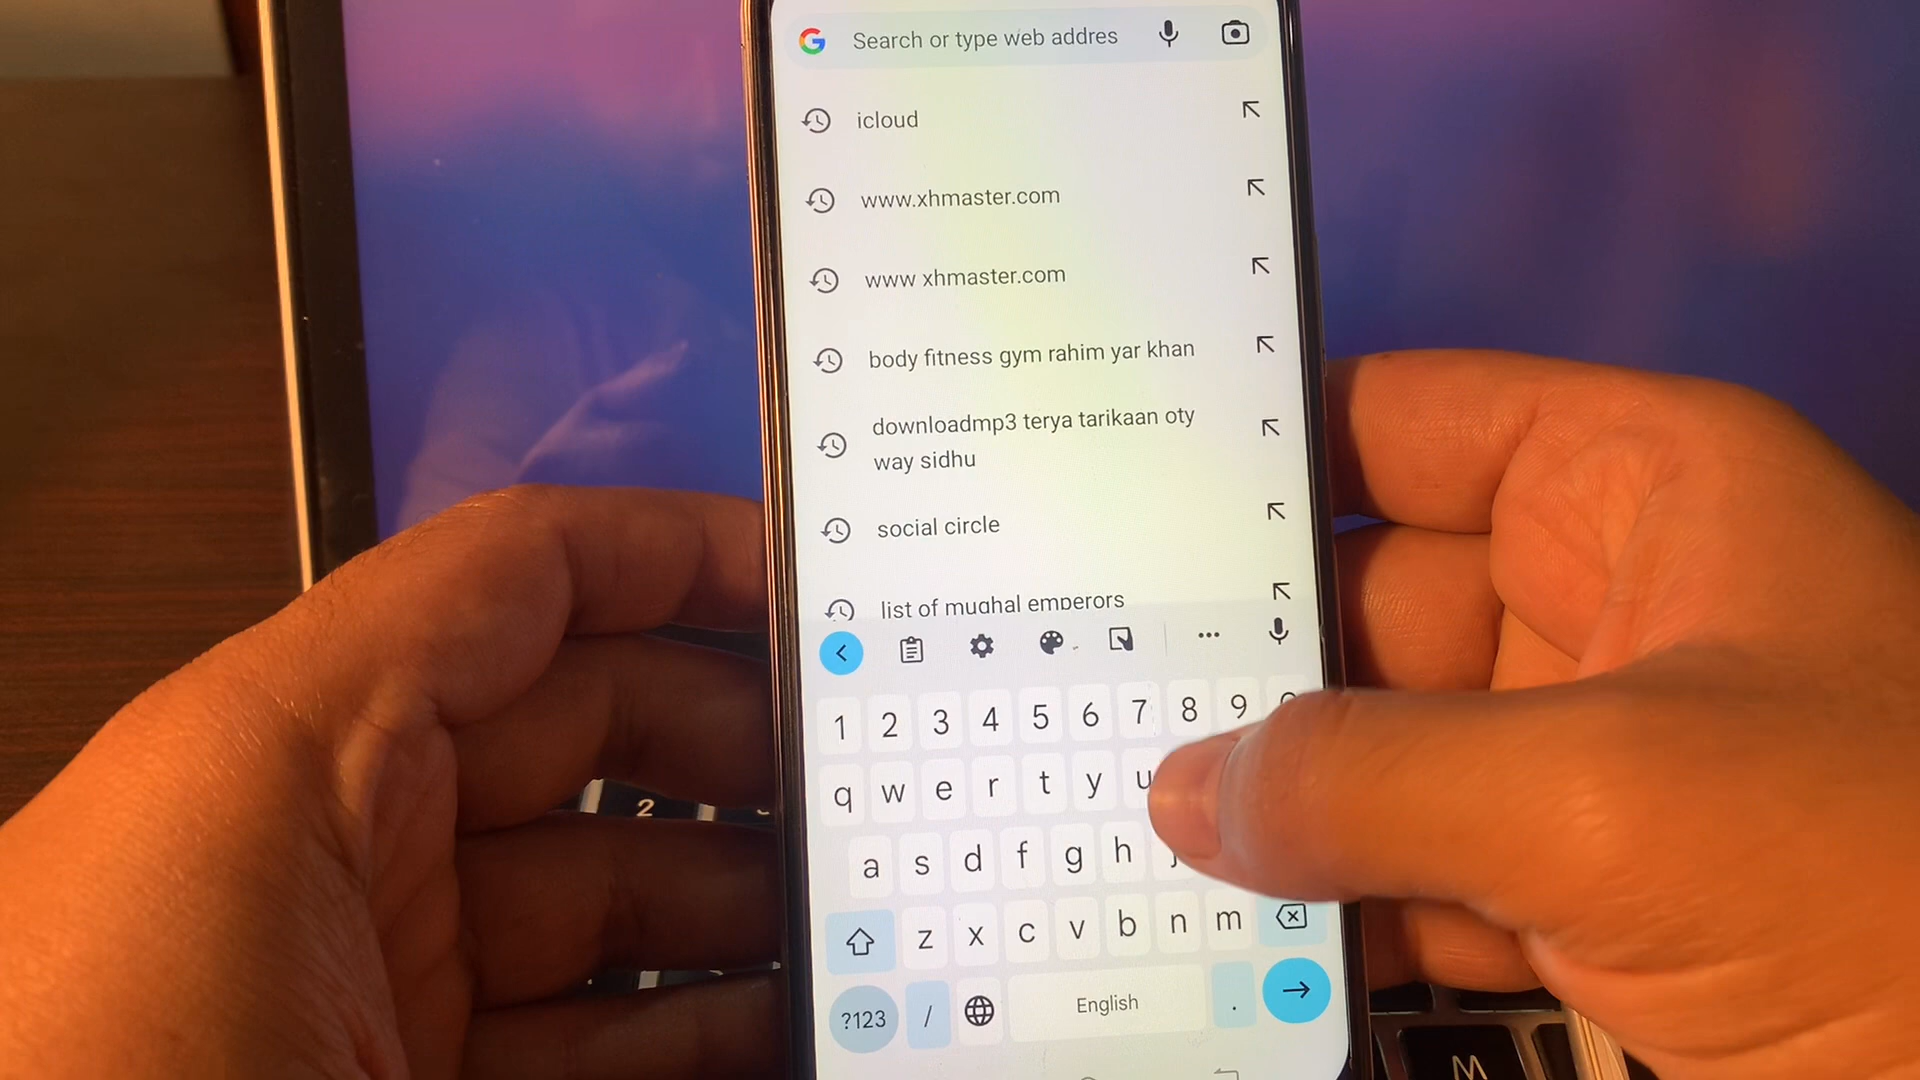 Search or type web addres
icloud
www.xhmaster.com
www xhmaster.com
body fitness gym rahim yar khan
downloadmp3 terya tarikaan oty
way sidhu
social circle
list of mughal emperors
1 2 3 4 5 6 7 8 9
q w e r t y u
a s d f g h j
z x c v b n m
?123 / English .
2
M